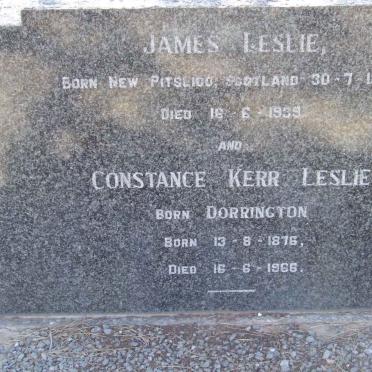 JAMES LESLIE,
BORN NEW PITSLIGO, SCOTLAND 30-7-1
DIED 16-6-1939
AND
CONSTANCE KERR LESLIE
BORN DORRINGTON
BORN 13-8-1876,
DIED 16-6-1966.